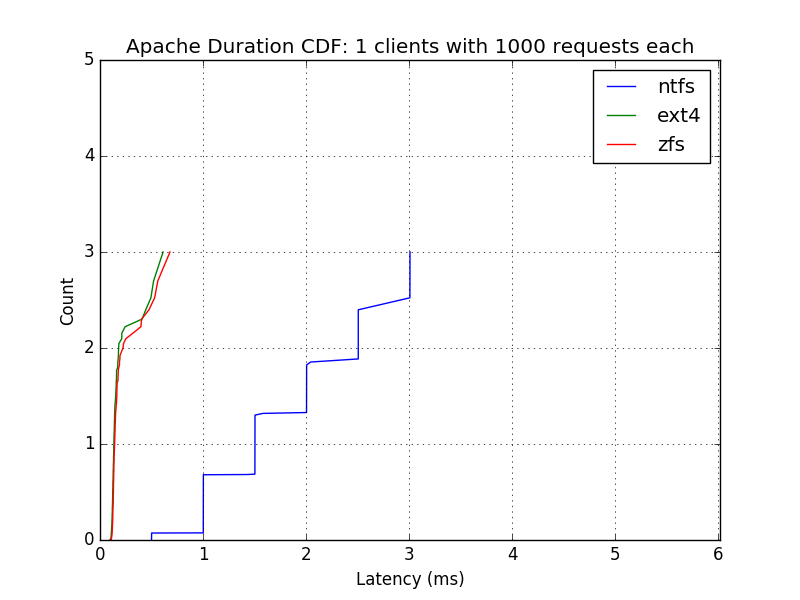 Apache Duration CDF: 1 clients with 1000 requests each
5
4
3
2
1
0
Count
ntfs
ext4
zfs
0 1 2 3 4 5 6
Latency (ms)